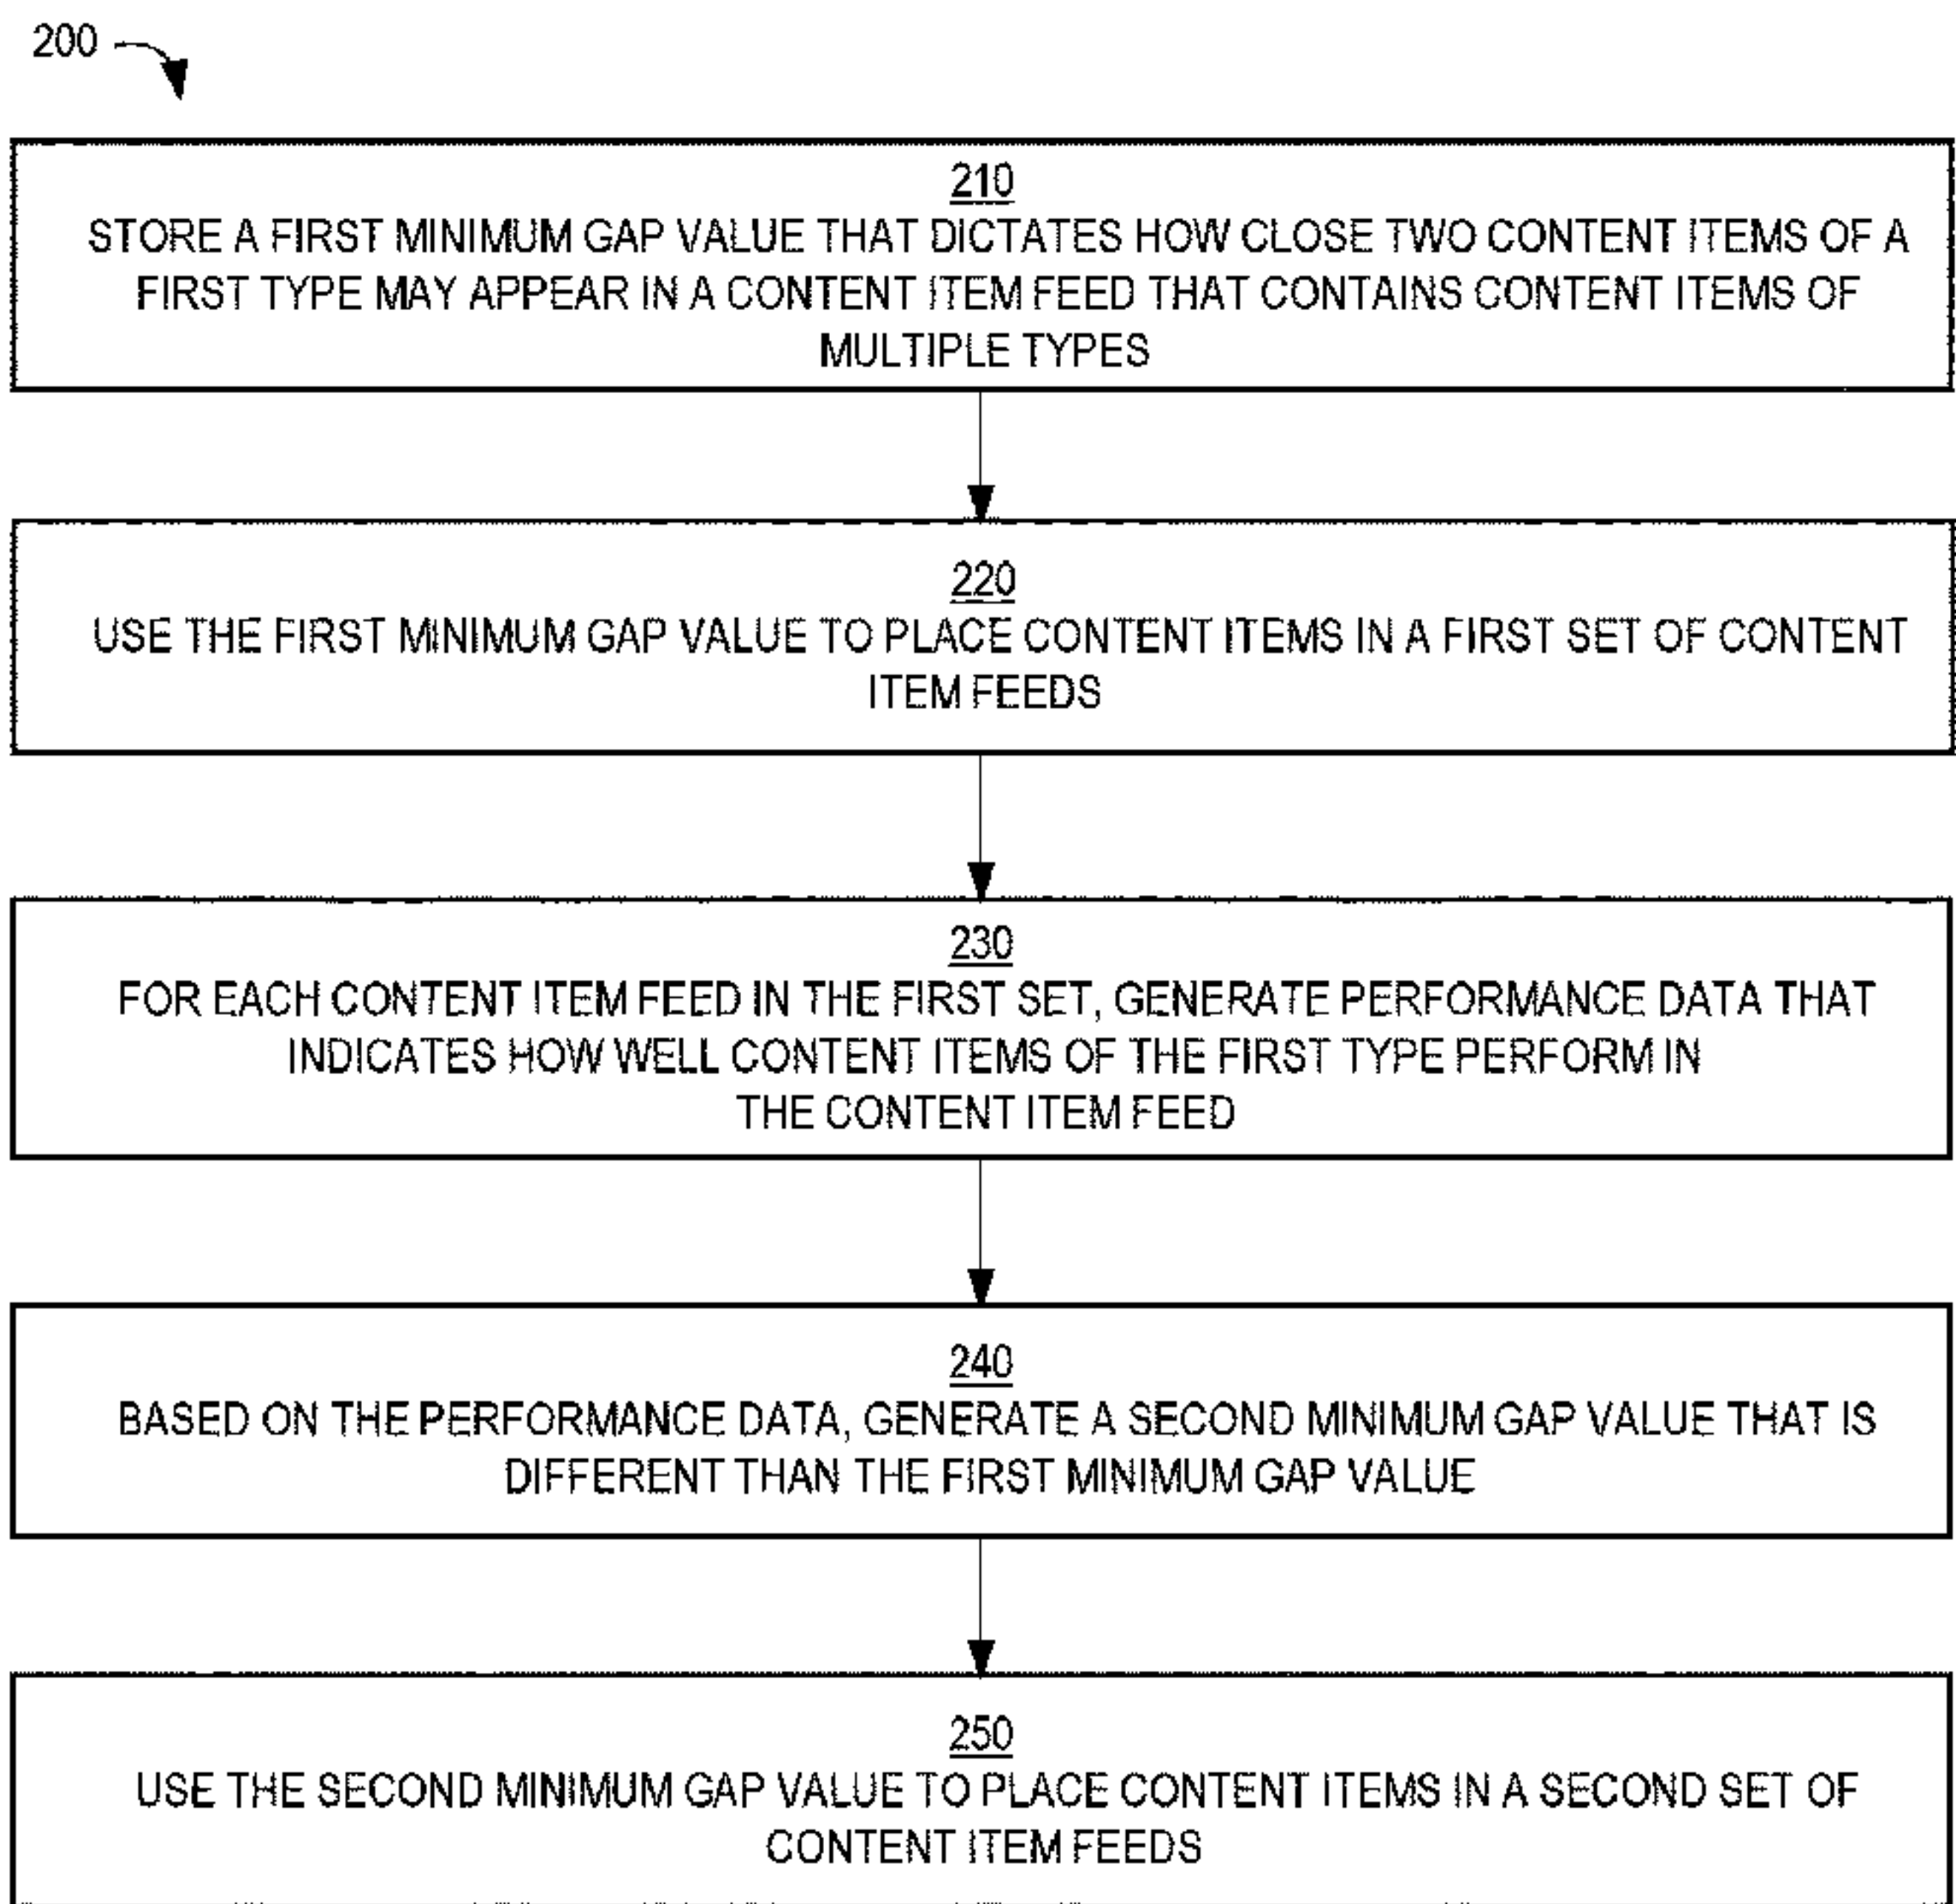 200
210
STORE A FIRST MINIMUM GAP VALUE THAT DICTATES HOW CLOSE TWO CONTENT ITEMS OF A
FIRST TYPE MAY APPEAR IN A CONTENT ITEM FEED THAT CONTAINS CONTENT ITEMS OF
MULTIPLE TYPES
220
USE THE FIRST MINIMUM GAP VALUE TO PLACE CONTENT ITEMS IN A FIRST SET OF CONTENT
ITEM FEEDS
230
FOR EACH CONTENT ITEM FEED IN THE FIRST SET, GENERATE PERFORMANCE DATA THAT
INDICATES HOW WELL CONTENT ITEMS OF THE FIRST TYPE PERFORM IN
THE CONTENT ITEM FEED
240
BASED ON THE PERFORMANCE DATA, GENERATE A SECOND MINIMUM GAP VALUE THAT IS
DIFFERENT THAN THE FIRST MINIMUM GAP VALUE
250
USE THE SECOND MINIMUM GAP VALUE TO PLACE CONTENT ITEMS IN A SECOND SET OF
CONTENT ITEM FEEDS